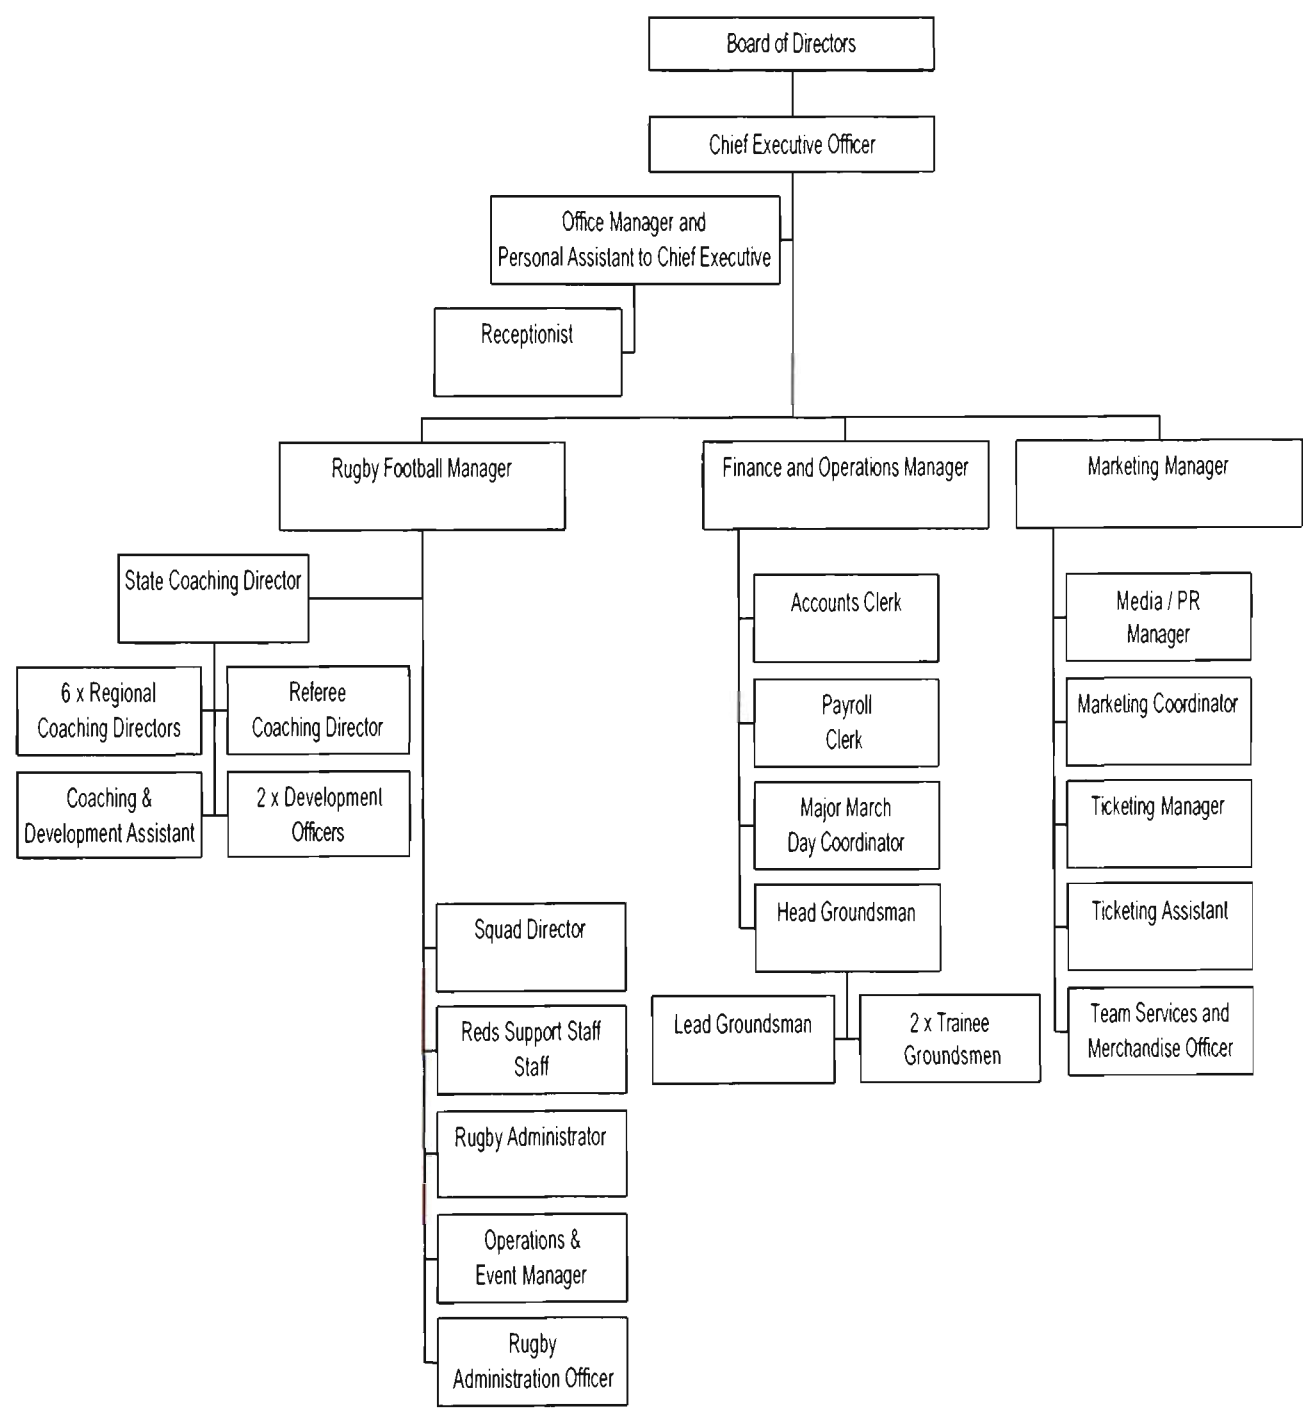 Board of Directors
Chief Executive Officer
Office Manager and
Personal Assistant to Chief Executive
Receptionist
Rugby Football Manager
Finance and Operations Manager
Marketing Manager
State Coaching Director
6 x Regional
Coaching Directors
Referee
Coaching Director
Coaching &
Development Assistant
2 x Development
Officers
Squad Director
Reds Support Staff
Staff
Rugby Administrator
Operations &
Event Manager
Rugby
Administration Officer
Accounts Clerk
Payroll
Clerk
Major March
Day Coordinator
Head Groundsman
Lead Groundsman
2 x Trainee
Groundsmen
Media / PR
Manager
Marketing Coordinator
Ticketing Manager
Ticketing Assistant
Team Services and
Merchandise Officer